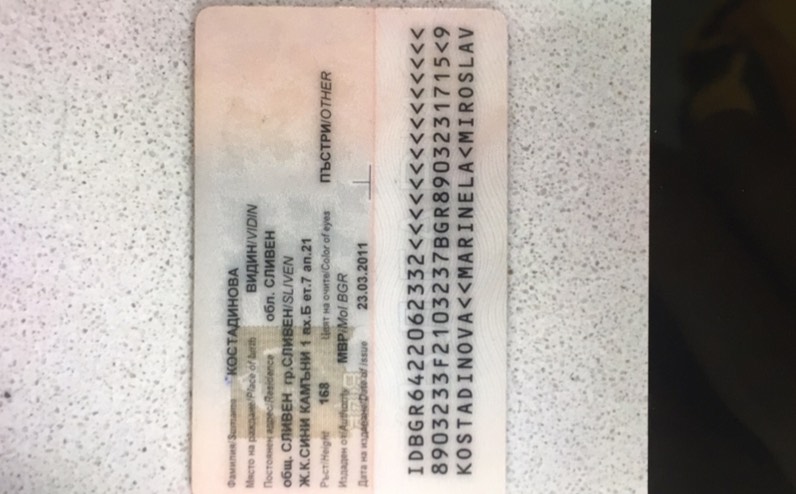 Фамилия/Surname КОСТАДИНОВА
Място на раждане/Place of birth ВИДИН/VIDIN
Постоянен адрес/Residence обл. СЛИВЕН
общ. СЛИВЕН гр.СЛИВЕН/SLIVEN
Ж.К.СИНИ КАМЪНИ 1 вх.Б ет.7 ап.21
Ръст/Height 168 Цвят на очите/Color of eyes ПЪСТРИ/OTHER
Издаден от/Authority МВР/MoI BGR
Дата на издаване/Date of issue 23.03.2011
IDBGR6422062332<<<<<<<<<<<<<<<
8903233F2103237BGR8903231715<9
KOSTADINOVA<<MARINELA<MIROSLAV